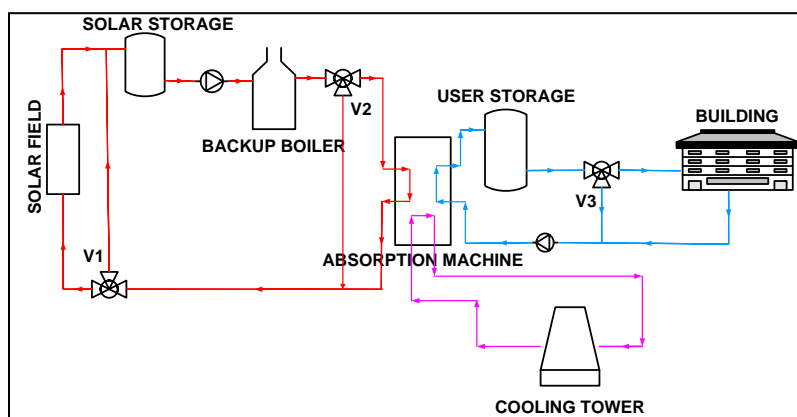 SOLAR STORAGE
SOLAR FIELD
BACKUP BOILER
V2
USER STORAGE
BUILDING
V3
V1
ABSORPTION MACHINE
COOLING TOWER